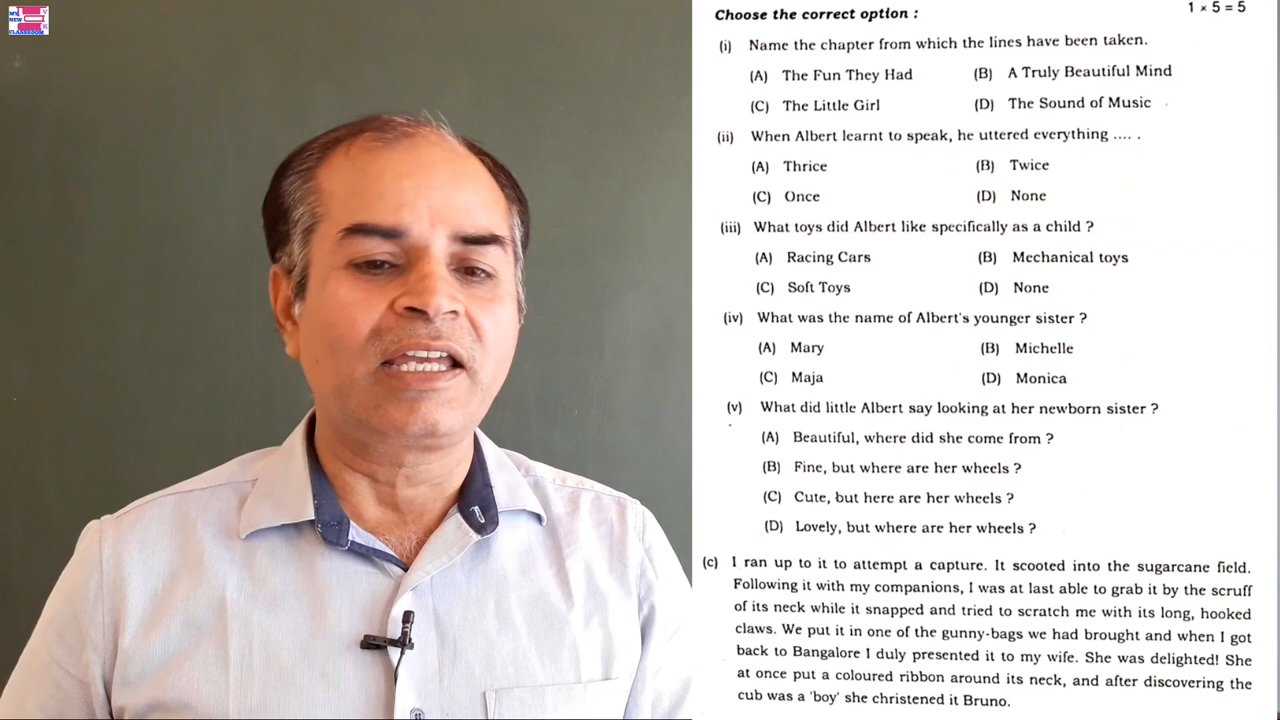 MY
NEW
CLASSROOM
V
K
Choose the correct option : 1 × 5 = 5
(i) Name the chapter from which the lines have been taken.
(A) The Fun They Had (B) A Truly Beautiful Mind
(C) The Little Girl (D) The Sound of Music
(ii) When Albert learnt to speak, he uttered everything .... .
(A) Thrice (B) Twice
(C) Once (D) None
(iii) What toys did Albert like specifically as a child ?
(A) Racing Cars (B) Mechanical toys
(C) Soft Toys (D) None
(iv) What was the name of Albert's younger sister ?
(A) Mary (B) Michelle
(C) Maja (D) Monica
(v) What did little Albert say looking at her newborn sister ?
(A) Beautiful, where did she come from ?
(B) Fine, but where are her wheels ?
(C) Cute, but here are her wheels ?
(D) Lovely, but where are her wheels ?
(c) I ran up to it to attempt a capture. It scooted into the sugarcane field.
Following it with my companions, I was at last able to grab it by the scruff
of its neck while it snapped and tried to scratch me with its long, hooked
claws. We put it in one of the gunny-bags we had brought and when I got
back to Bangalore I duly presented it to my wife. She was delighted! She
at once put a coloured ribbon around its neck, and after discovering the
cub was a 'boy' she christened it Bruno.